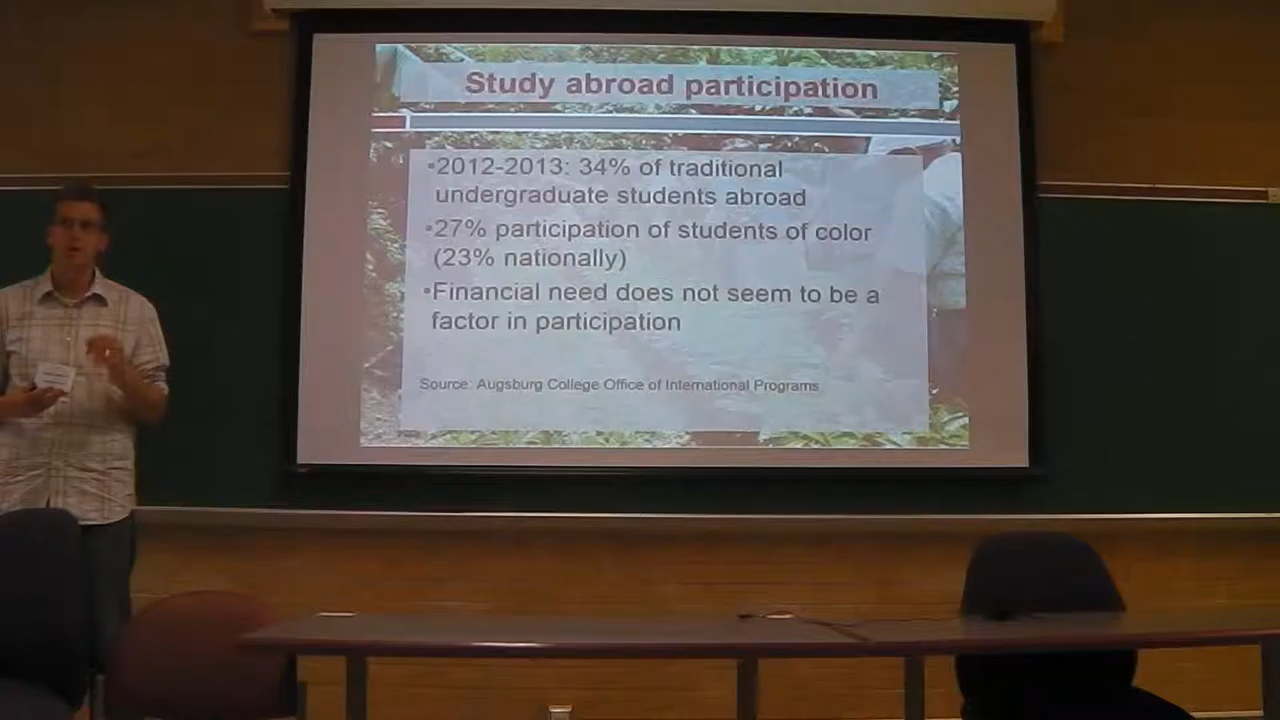 Study abroad participation
•2012-2013: 34% of traditional
undergraduate students abroad
•27% participation of students of color
(23% nationally)
•Financial need does not seem to be a
factor in participation
Source: Augsburg College Office of International Programs